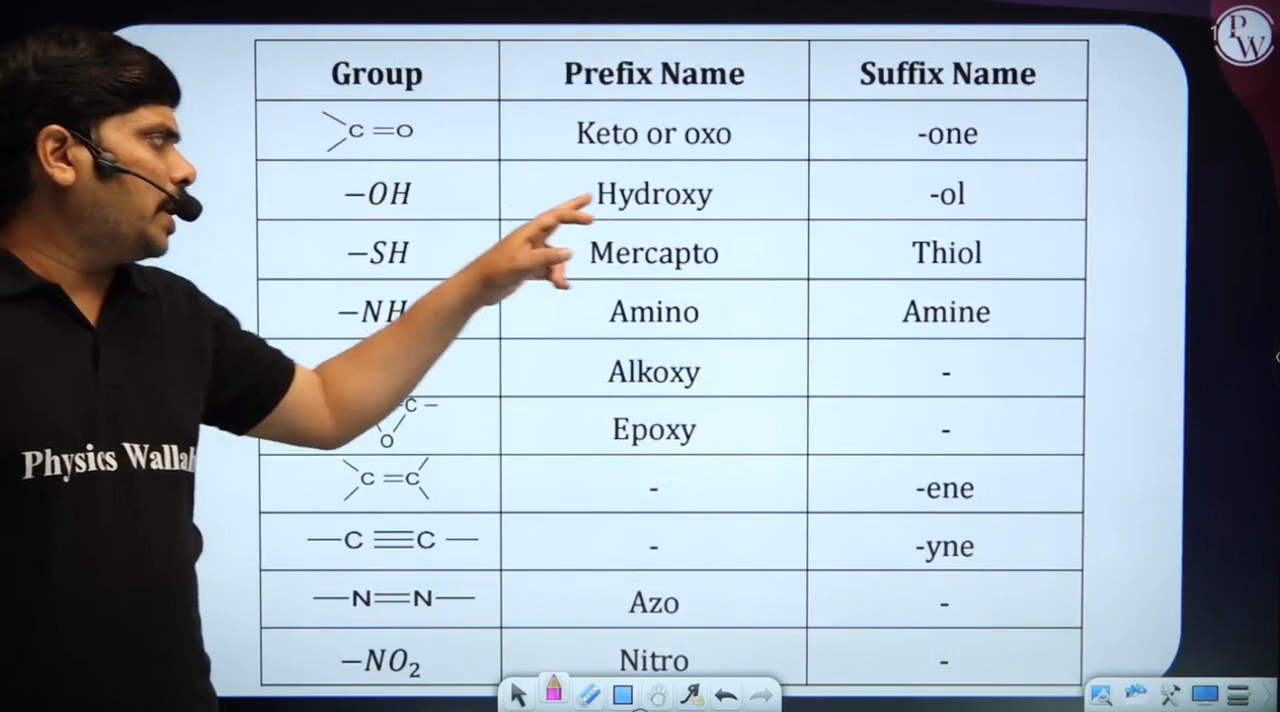 PW
Group Prefix Name Suffix Name
C=O Keto or oxo -one
−OH Hydroxy -ol
−SH Mercapto Thiol
−NH Amino Amine
Alkoxy -
C − O Epoxy -
C=C - -ene
—C≡C— - -yne
—N=N— Azo -
−NO₂ Nitro -
Physics Wallah